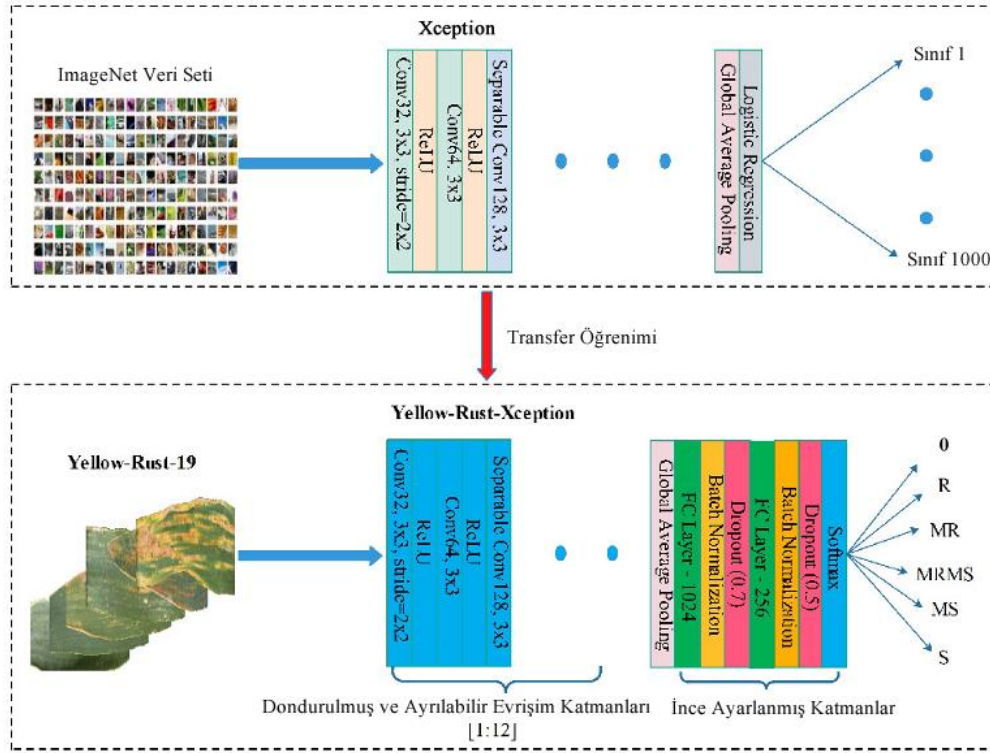 Xception
ImageNet Veri Seti
Conv32, 3x3, stride=2x2
ReLU
Conv64, 3x3
ReLU
Separable Conv128, 3x3
Global Average Pooling
Logistic Regression
Sınıf 1
Sınıf 1000
Transfer Öğrenimi
Yellow-Rust-Xception
Yellow-Rust-19
Conv32, 3x3, stride=2x2
ReLU
Conv64, 3x3
ReLU
Separable Conv128, 3x3
Global Average Pooling
FC Layer - 1024
Batch Normalization
Dropout (0.7)
FC Layer - 256
Batch Normalization
Dropout (0.5)
Softmax
0
R
MR
MRMS
MS
S
Dondurulmuş ve Ayrılabilir Evrişim Katmanları
[1:12]
İnce Ayarlanmış Katmanlar